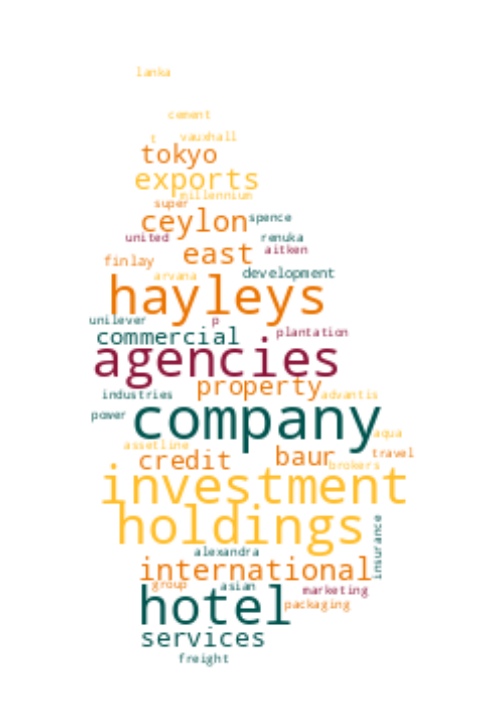 lanka
cement
t vauxhall
tokyo
exports
millennium
super
ceylon spence
united renuka
east aitken
finlay
arvana development
hayleys
unilever p
commercial plantation
agencies
property
industries advantis
power company
aqua
assetline
credit baur travel
brokers
investment
holdings
insurance
alexandra
international
group asian
hotel marketing
packaging
services
freight